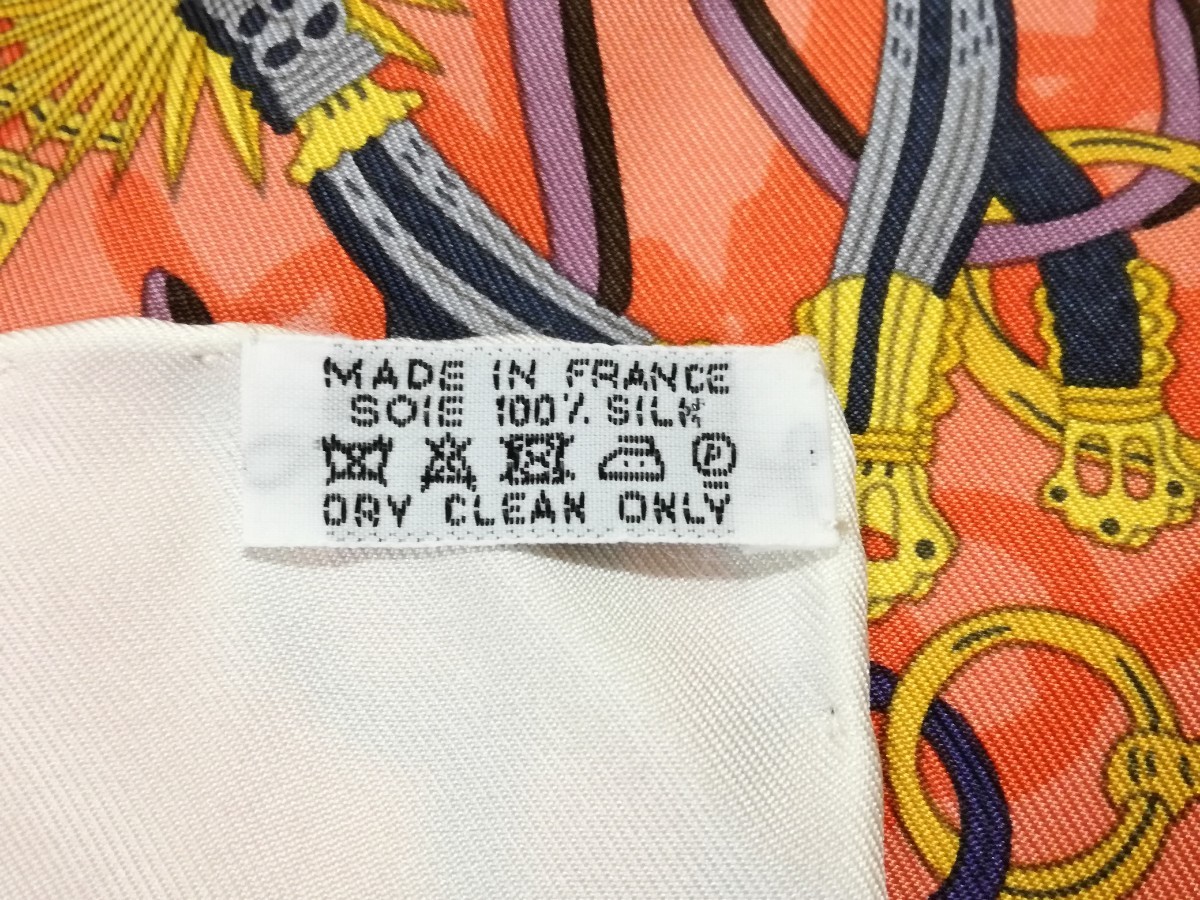 MADE IN FRANCE
SOIE 100% SILK
P
DRY CLEAN ONLY